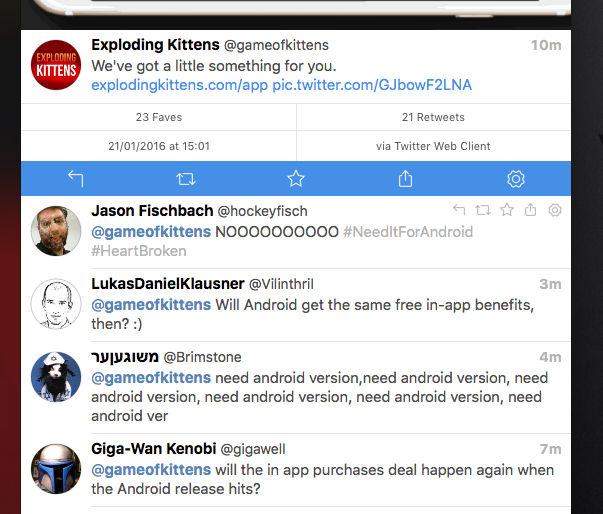 EXPLODING
KITTENS
Exploding Kittens @gameofkittens 10m
We've got a little something for you.
explodingkittens.com/app pic.twitter.com/GJbowF2LNA
23 Faves 21 Retweets
21/01/2016 at 15:01 via Twitter Web Client
Jason Fischbach @hockeyfisch
@gameofkittens NOOOOOOOOOO #NeedItForAndroid
#HeartBroken
LukasDanielKlausner @Vilinthril 3m
@gameofkittens Will Android get the same free in-app benefits,
then? :)
משוגעןער @Brimstone 4m
@gameofkittens need android version,need android version, need
android version, need android version, need android version, need
android ver
Giga-Wan Kenobi @gigawell 7m
@gameofkittens will the in app purchases deal happen again when
the Android release hits?